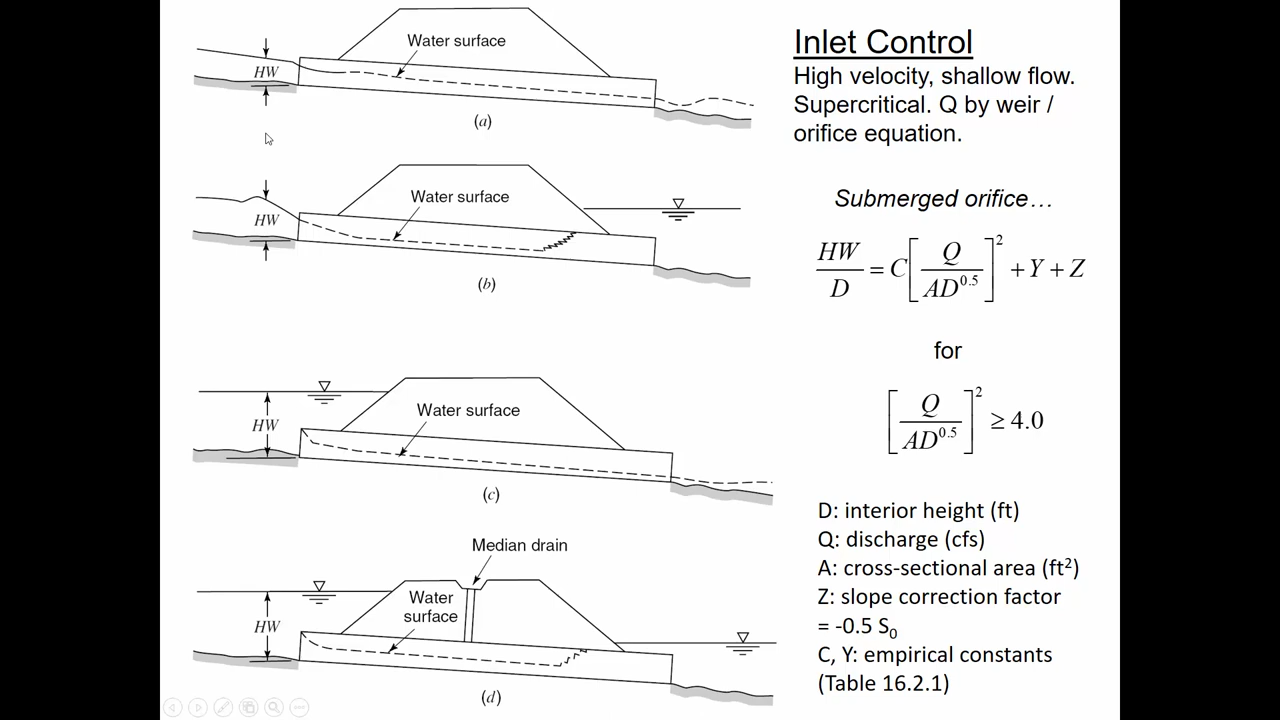 Water surface
HW
(a)
Water surface
HW
(b)
Water surface
HW
(c)
Median drain
Water
surface
HW
(d)
Inlet Control
High velocity, shallow flow.
Supercritical. Q by weir /
orifice equation.
Submerged orifice…
HW/D = C[Q/AD^0.5]^2 + Y + Z
for
[Q/AD^0.5]^2 ≥ 4.0
D: interior height (ft)
Q: discharge (cfs)
A: cross-sectional area (ft²)
Z: slope correction factor
= -0.5 S₀
C, Y: empirical constants
(Table 16.2.1)